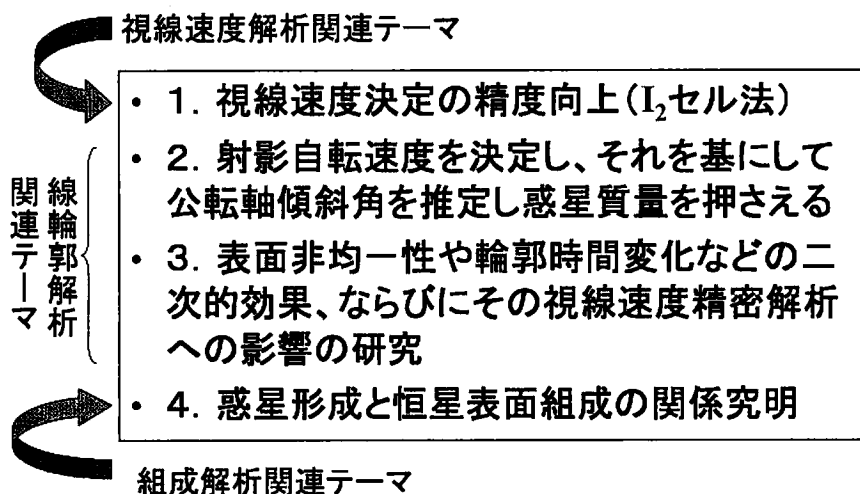 視線速度解析関連テーマ
• 1. 視線速度決定の精度向上(I₂セル法)
• 2. 射影自転速度を決定し、それを基にして
公転軸傾斜角を推定し惑星質量を押さえる
• 3. 表面非均一性や輪郭時間変化などの二
次的効果、ならびにその視線速度精密解析
への影響の研究
• 4. 惑星形成と恒星表面組成の関係究明
線輪郭解析
関連テーマ
組成解析関連テーマ